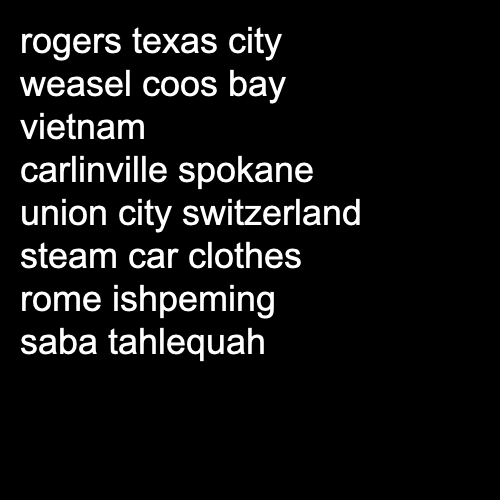 rogers texas city
weasel coos bay
vietnam
carlinville spokane
union city switzerland
steam car clothes
rome ishpeming
saba tahlequah